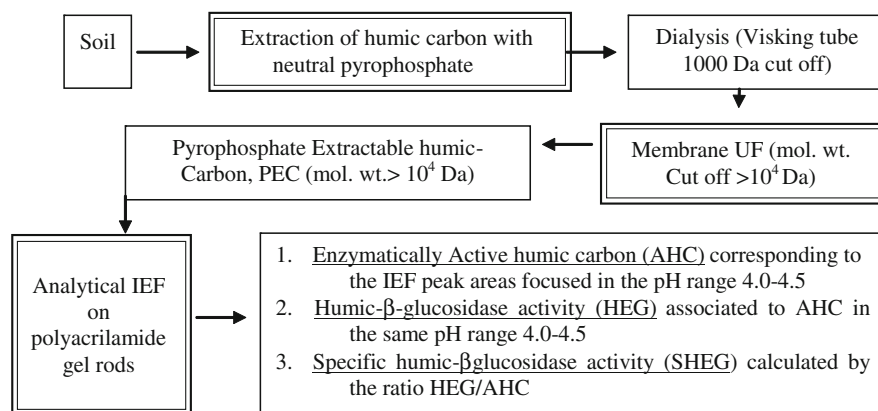 Soil
Extraction of humic carbon with
neutral pyrophosphate
Dialysis (Visking tube
1000 Da cut off)
Membrane UF (mol. wt.
Cut off >10⁴ Da)
Pyrophosphate Extractable humic-
Carbon, PEC (mol. wt.> 10⁴ Da)
Analytical IEF
on
polyacrilamide
gel rods
1. Enzymatically Active humic carbon (AHC) corresponding to
the IEF peak areas focused in the pH range 4.0-4.5
2. Humic-β-glucosidase activity (HEG) associated to AHC in
the same pH range 4.0-4.5
3. Specific humic-βglucosidase activity (SHEG) calculated by
the ratio HEG/AHC